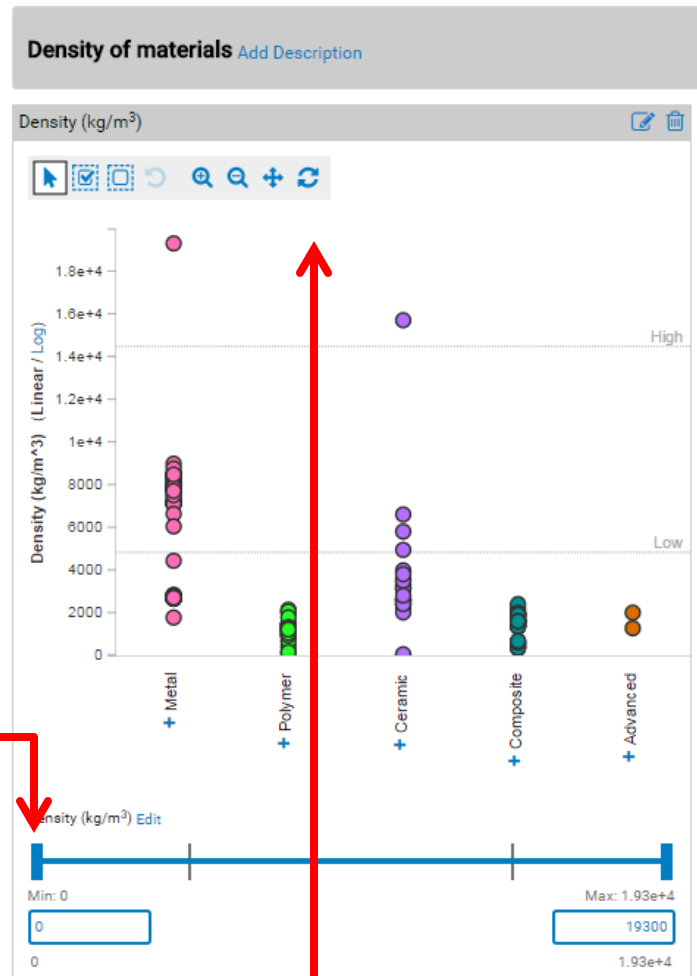 Density of materials Add Description
Density (kg/m³)
1.8e+4
1.6e+4
High
1.4e+4
1.2e+4
1e+4
8000
6000
Low
4000
2000
0
Density (kg/m^3) (Linear / Log)
+ Metal
+ Polymer
+ Ceramic
+ Composite
+ Advanced
ensity (kg/m³) Edit
Min: 0 Max: 1.93e+4
0 19300
0 1.93e+4